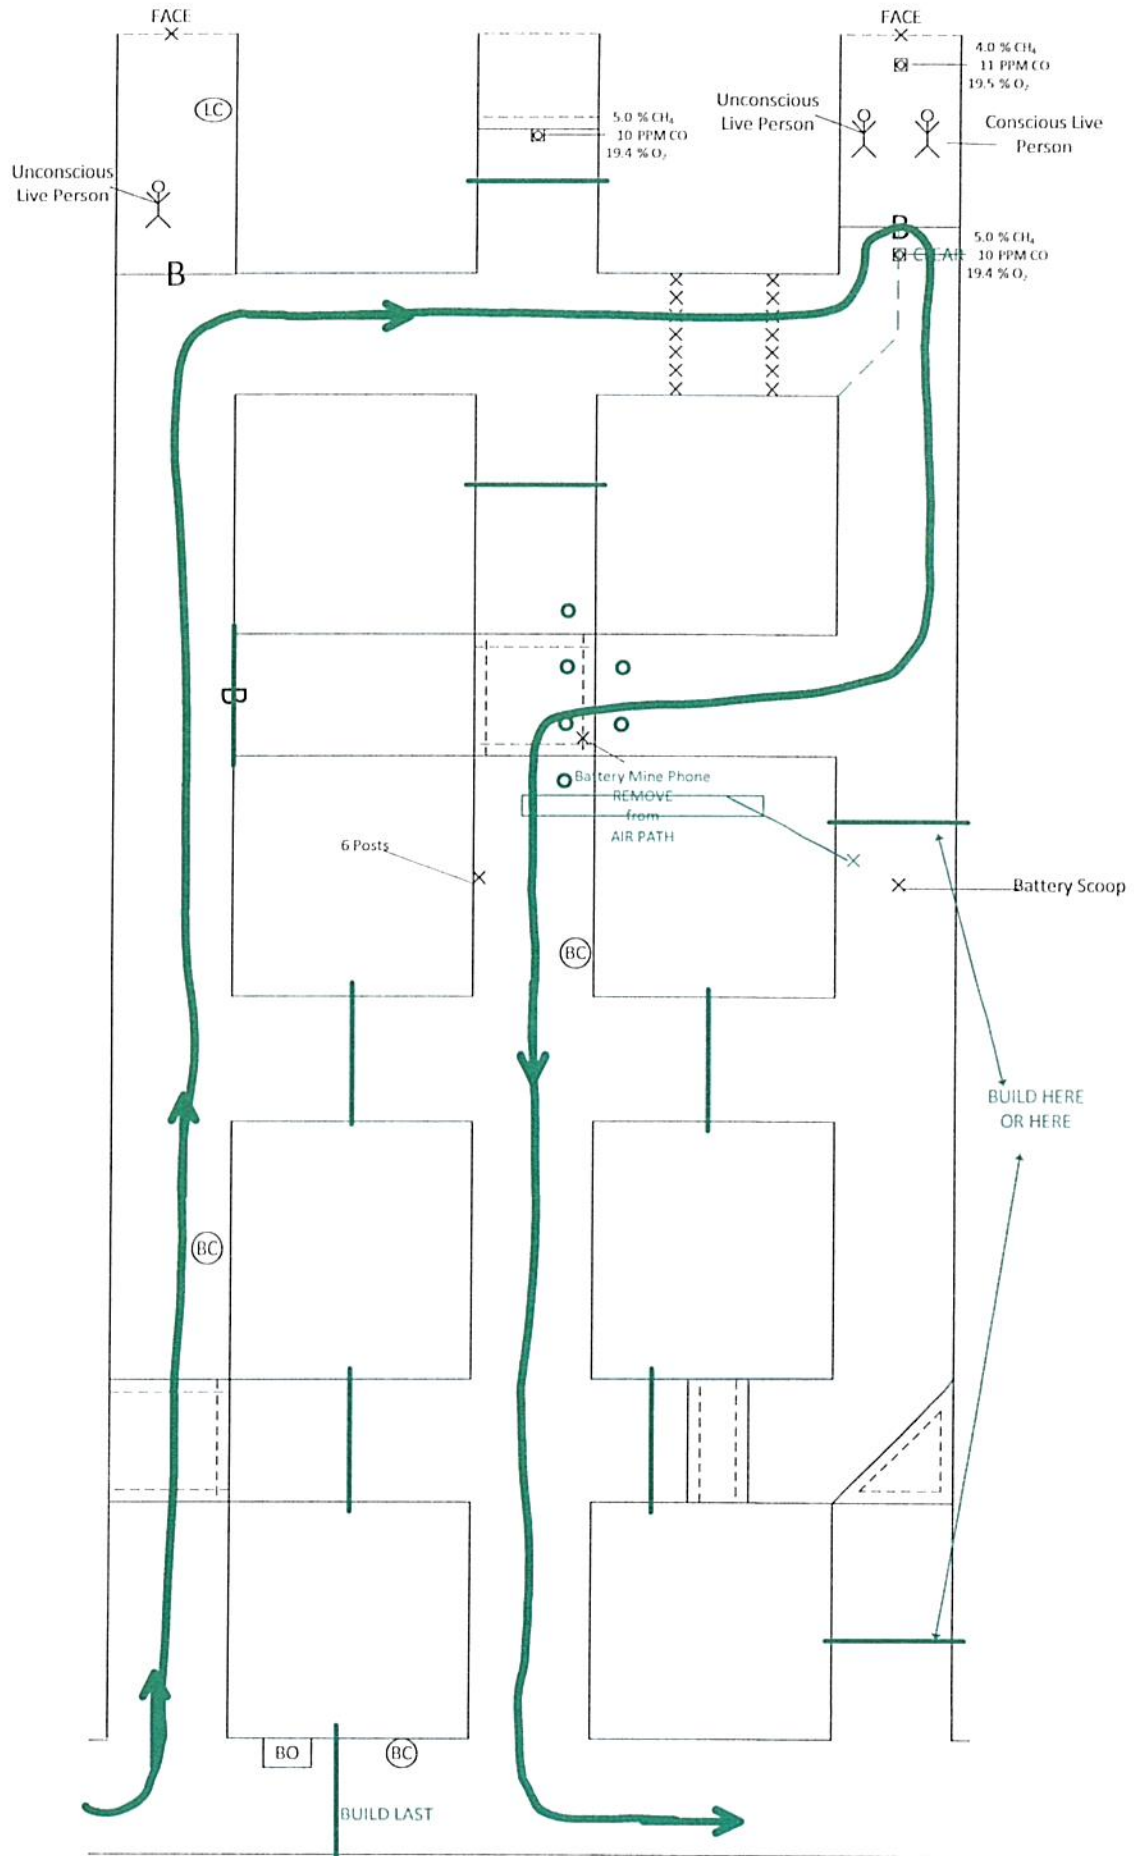 FACE
FACE
4.0 % CH₄
11 PPM CO
19.5 % O₂
LC
Unconscious
Live Person
Conscious Live
Person
5.0 % CH₄
10 PPM CO
19.4 % O₂
Unconscious
Live Person
B
B
5.0 % CH₄
10 PPM CO
19.4 % O₂
B
Battery Mine Phone
REMOVE
from
AIR PATH
6 Posts
Battery Scoop
BC
BUILD HERE
OR HERE
BC
BO
BC
BUILD LAST